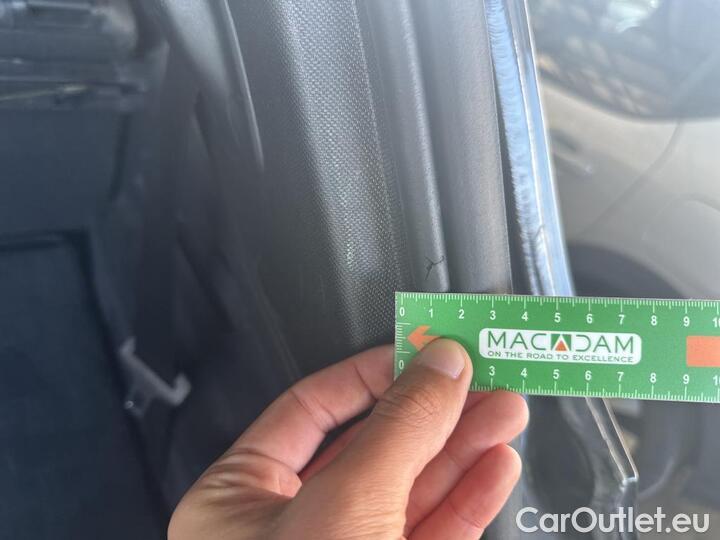 0 1 2 3 4 5 6 7 8 9 10
MACADAM
ON THE ROAD TO EXCELLENCE
0 3 4 5 6 7 8 9 10
CarOutlet.eu